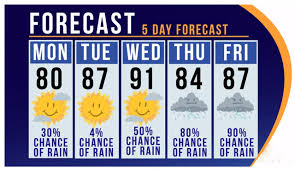 FORECAST
5 DAY FORECAST
MON TUE WED THU FRI
80 87 91 84 87
30% 4% 50% 80% 90%
CHANCE CHANCE CHANCE CHANCE CHANCE
OF RAIN OF RAIN OF RAIN OF RAIN OF RAIN